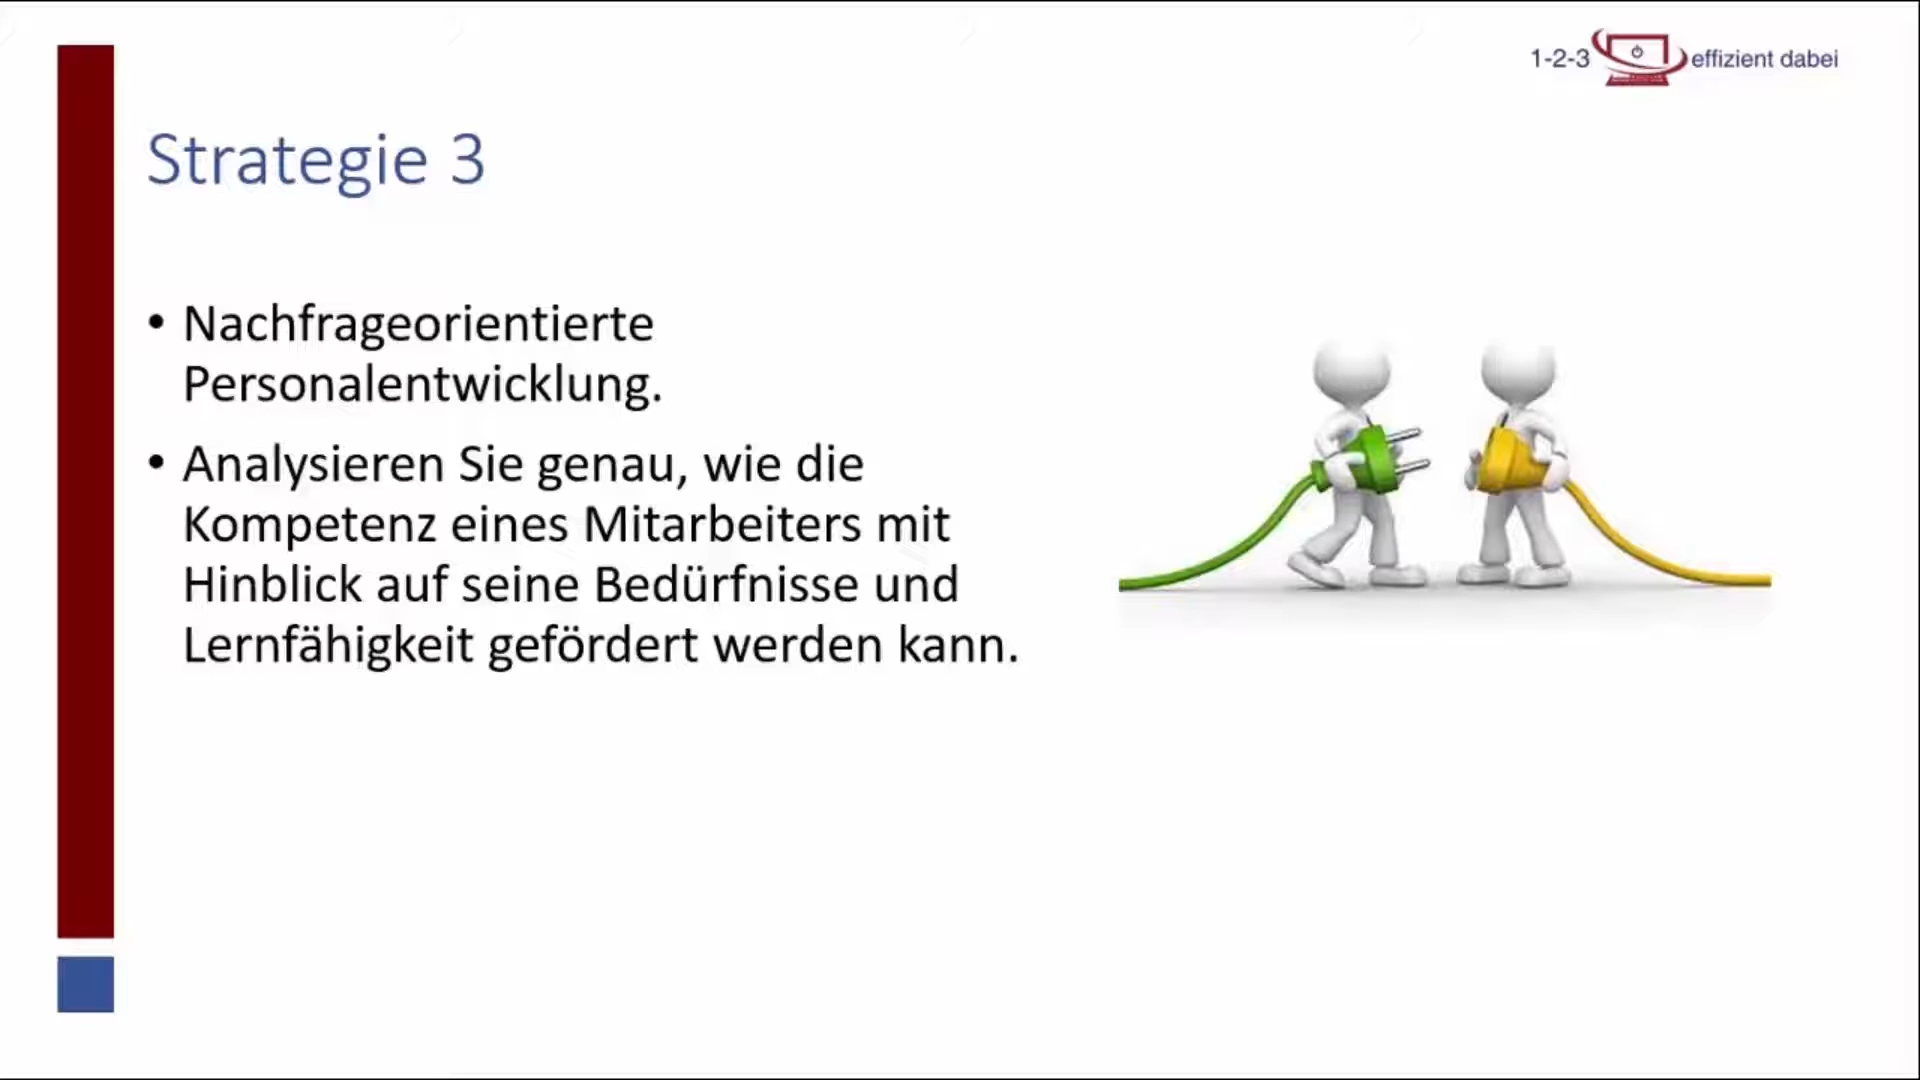 1-2-3 effizient dabei
Strategie 3
• Nachfrageorientierte
Personalentwicklung.
• Analysieren Sie genau, wie die
Kompetenz eines Mitarbeiters mit
Hinblick auf seine Bedürfnisse und
Lernfähigkeit gefördert werden kann.